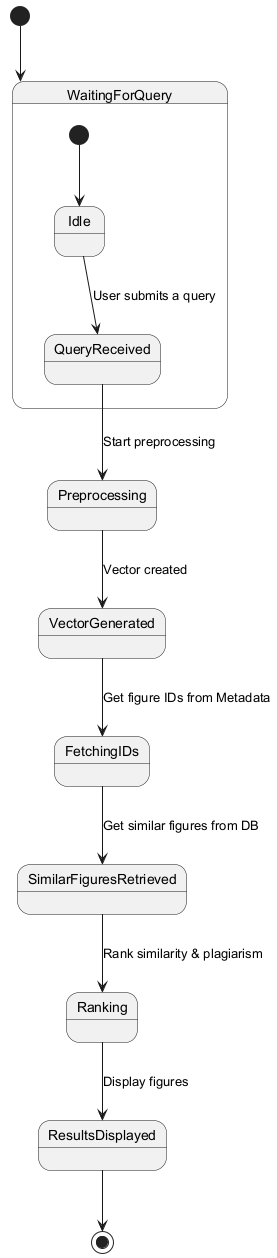 WaitingForQuery
Idle
User submits a query
QueryReceived
Start preprocessing
Preprocessing
Vector created
VectorGenerated
Get figure IDs from Metadata
FetchingIDs
Get similar figures from DB
SimilarFiguresRetrieved
Rank similarity & plagiarism
Ranking
Display figures
ResultsDisplayed